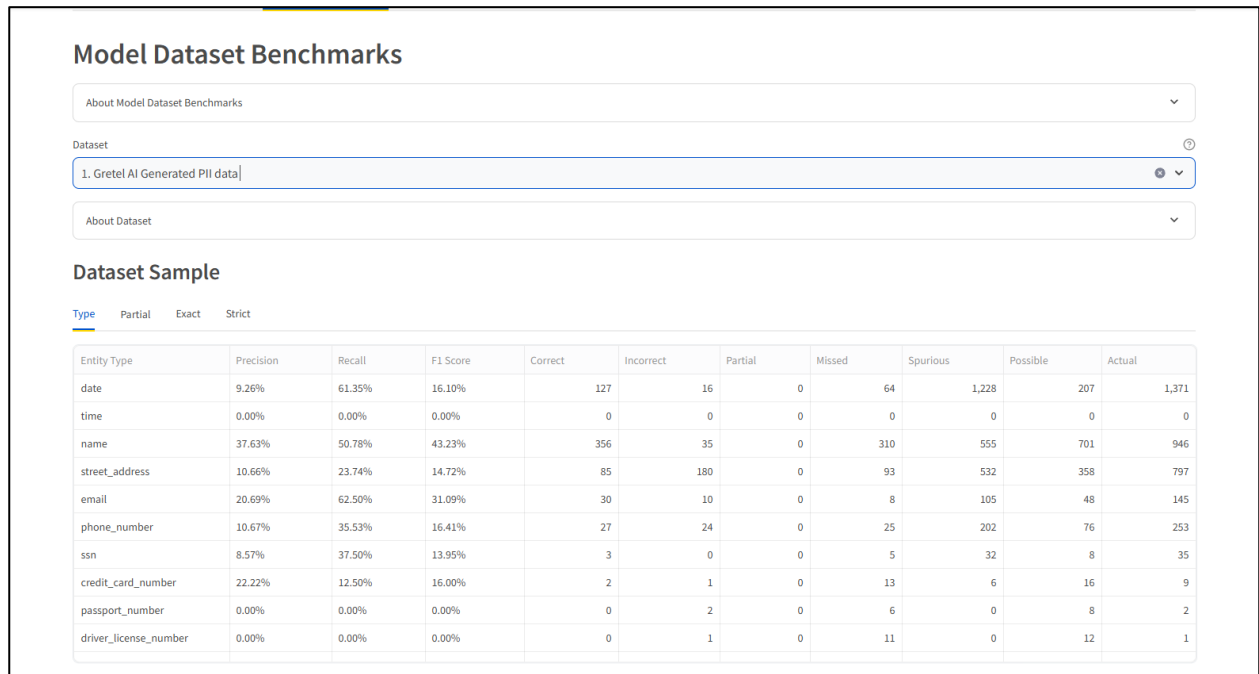 Model Dataset Benchmarks
About Model Dataset Benchmarks
Dataset
1. Gretel AI Generated PII data
About Dataset
Dataset Sample
Type Partial Exact Strict
Entity Type Precision Recall F1 Score Correct Incorrect Partial Missed Spurious Possible Actual
date 9.26% 61.35% 16.10% 127 16 0 64 1,228 207 1,371
time 0.00% 0.00% 0.00% 0 0 0 0 0 0 0
name 37.63% 50.78% 43.23% 356 35 0 310 555 701 946
street_address 10.66% 23.74% 14.72% 85 180 0 93 532 358 797
email 20.69% 62.50% 31.09% 30 10 0 8 105 48 145
phone_number 10.67% 35.53% 16.41% 27 24 0 25 202 76 253
ssn 8.57% 37.50% 13.95% 3 0 0 5 32 8 35
credit_card_number 22.22% 12.50% 16.00% 2 1 0 13 6 16 9
passport_number 0.00% 0.00% 0.00% 0 2 0 6 0 8 2
driver_license_number 0.00% 0.00% 0.00% 0 1 0 11 0 12 1